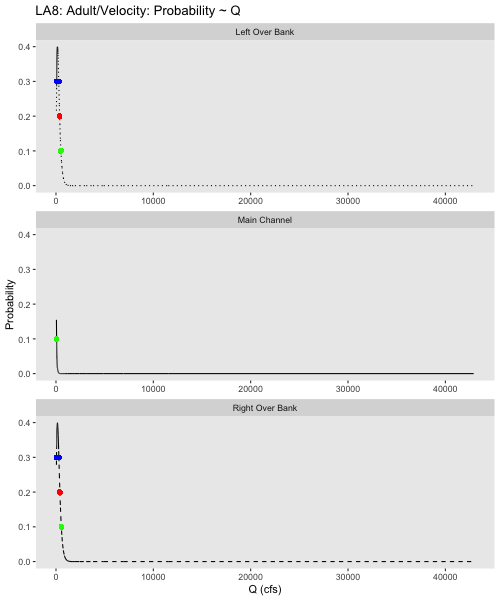 LA8: Adult/Velocity: Probability ~ Q
Left Over Bank
0.4
0.3
0.2
0.1
0.0
0 10000 20000 30000 40000
Main Channel
0.4
0.3
0.2
0.1
0.0
0 10000 20000 30000 40000
Probability
Right Over Bank
0.4
0.3
0.2
0.1
0.0
0 10000 20000 30000 40000
Q (cfs)